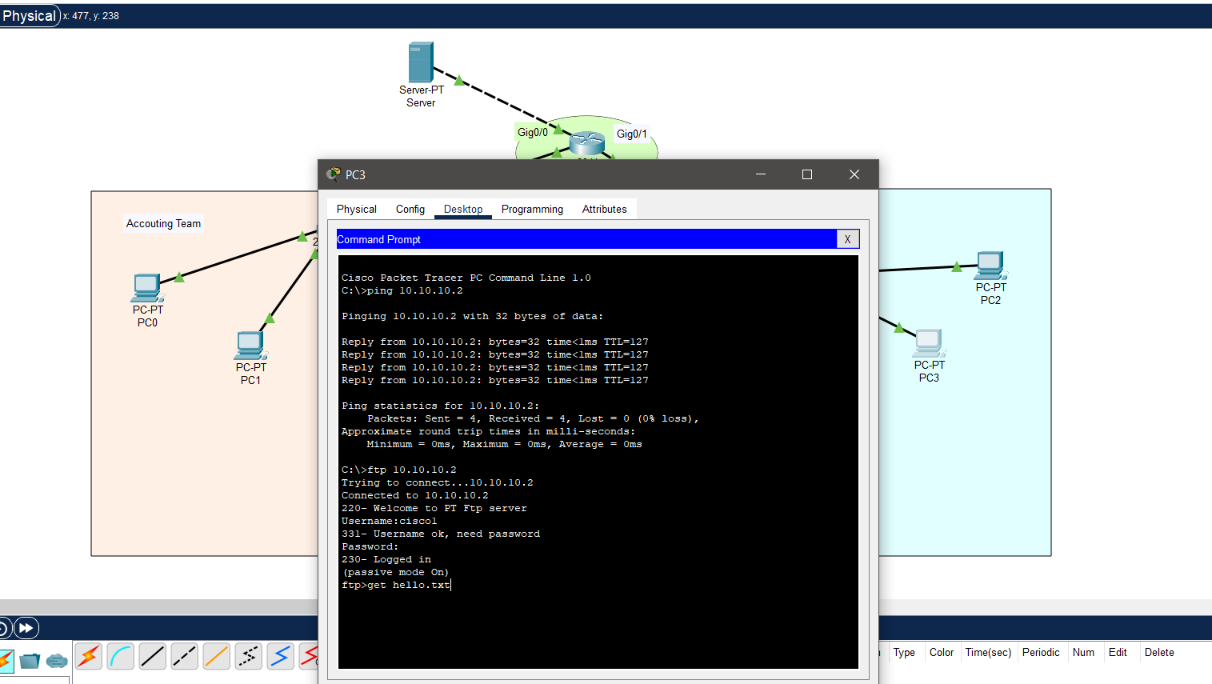 Physical x: 477, y: 238
Server-PT
Server
Gig0/0
Gig0/1
PC3
Physical Config Desktop Programming Attributes
Accouting Team
Command Prompt
X
Cisco Packet Tracer PC Command Line 1.0
C:\>ping 10.10.10.2
Pinging 10.10.10.2 with 32 bytes of data:
Reply from 10.10.10.2: bytes=32 time<1ms TTL=127
Reply from 10.10.10.2: bytes=32 time<1ms TTL=127
Reply from 10.10.10.2: bytes=32 time<1ms TTL=127
Reply from 10.10.10.2: bytes=32 time<1ms TTL=127
Ping statistics for 10.10.10.2:
Packets: Sent = 4, Received = 4, Lost = 0 (0% loss),
Approximate round trip times in milli-seconds:
Minimum = 0ms, Maximum = 0ms, Average = 0ms
C:\>ftp 10.10.10.2
Trying to connect...10.10.10.2
Connected to 10.10.10.2
220- Welcome to PT Ftp server
Username:cisco1
331- Username ok, need password
Password:
230- Logged in
(passive mode On)
ftp>get hello.txt
PC-PT
PC0
PC-PT
PC1
2
PC-PT
PC2
PC-PT
PC3
Type Color Time(sec) Periodic Num Edit Delete